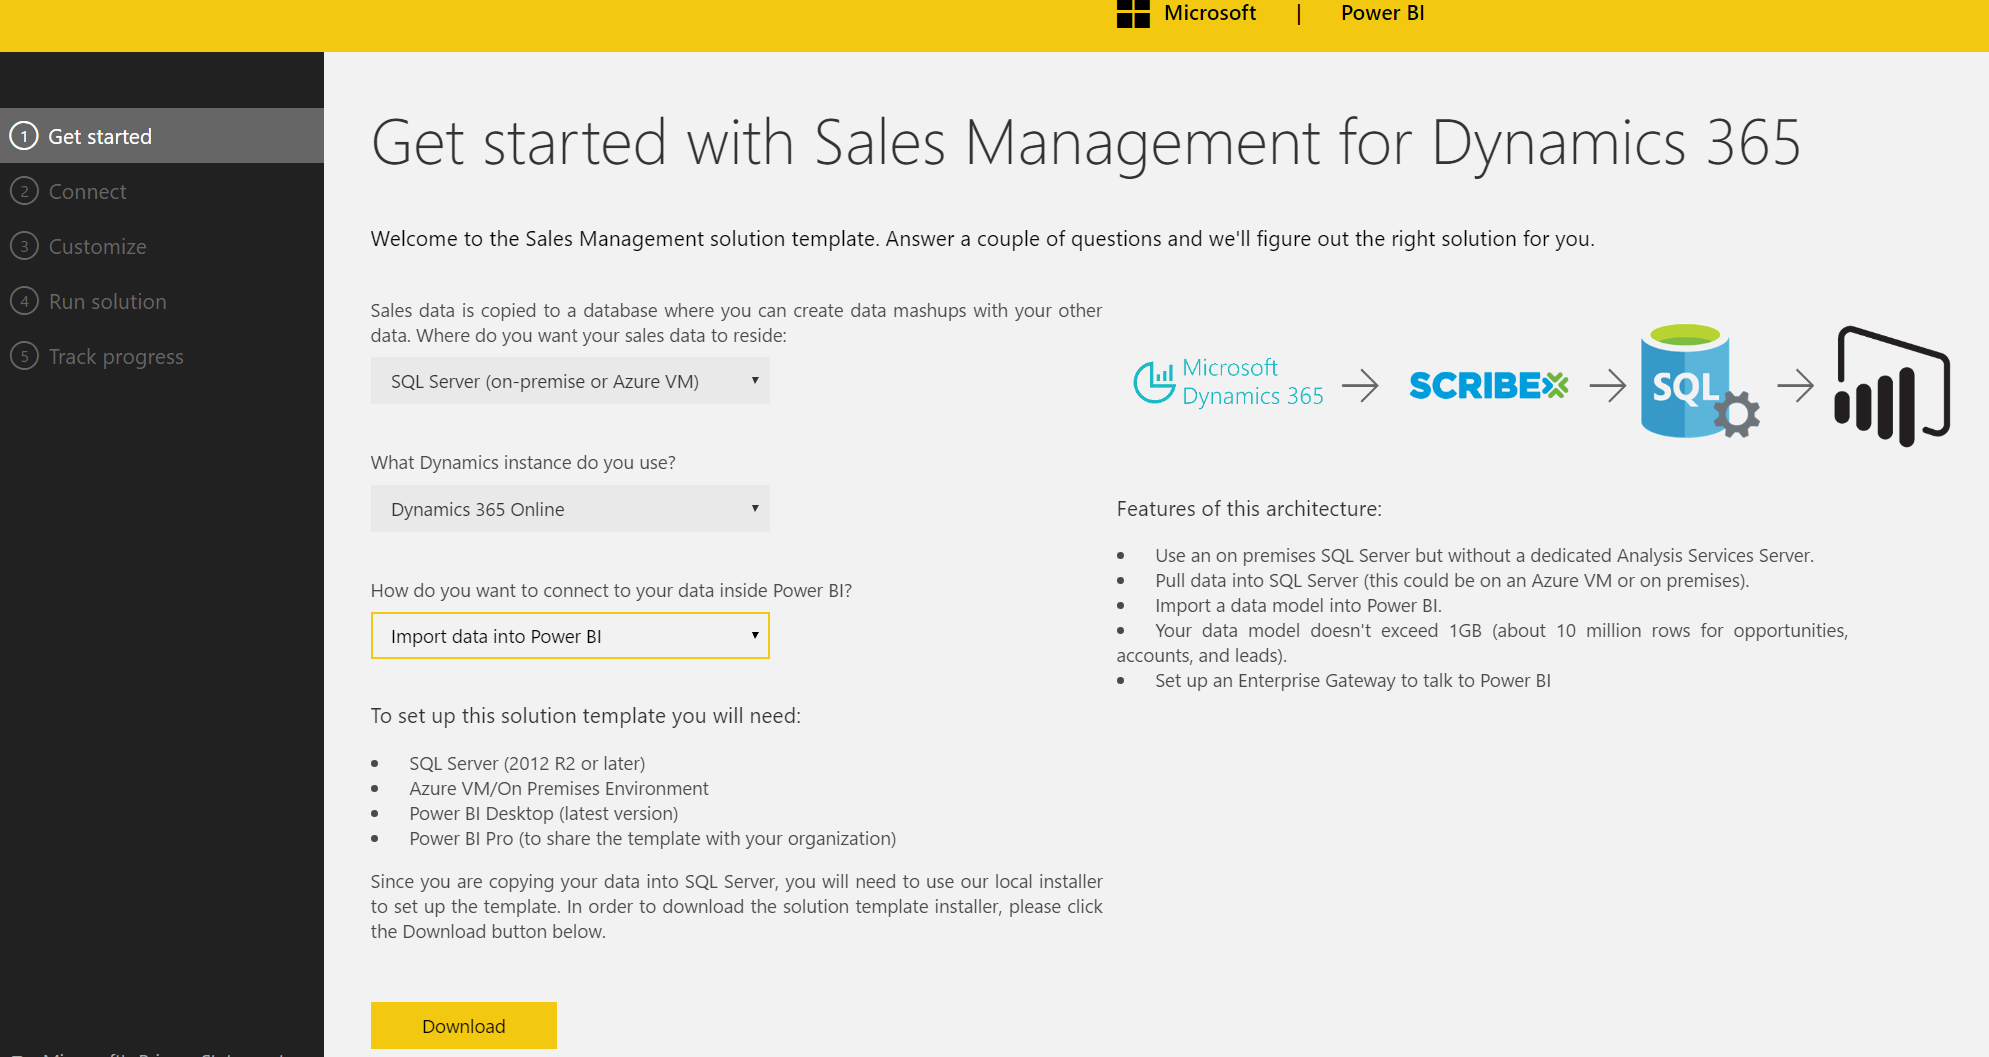 Microsoft | Power BI
1 Get started
2 Connect
3 Customize
4 Run solution
5 Track progress
Get started with Sales Management for Dynamics 365
Welcome to the Sales Management solution template. Answer a couple of questions and we'll figure out the right solution for you.
Sales data is copied to a database where you can create data mashups with your other
data. Where do you want your sales data to reside:
SQL Server (on-premise or Azure VM)
What Dynamics instance do you use?
Dynamics 365 Online
How do you want to connect to your data inside Power BI?
Import data into Power BI
To set up this solution template you will need:
• SQL Server (2012 R2 or later)
• Azure VM/On Premises Environment
• Power BI Desktop (latest version)
• Power BI Pro (to share the template with your organization)
Since you are copying your data into SQL Server, you will need to use our local installer
to set up the template. In order to download the solution template installer, please click
the Download button below.
Download
Microsoft
Dynamics 365
SCRIBE
SQL
Features of this architecture:
• Use an on premises SQL Server but without a dedicated Analysis Services Server.
• Pull data into SQL Server (this could be on an Azure VM or on premises).
• Import a data model into Power BI.
• Your data model doesn't exceed 1GB (about 10 million rows for opportunities,
accounts, and leads).
• Set up an Enterprise Gateway to talk to Power BI